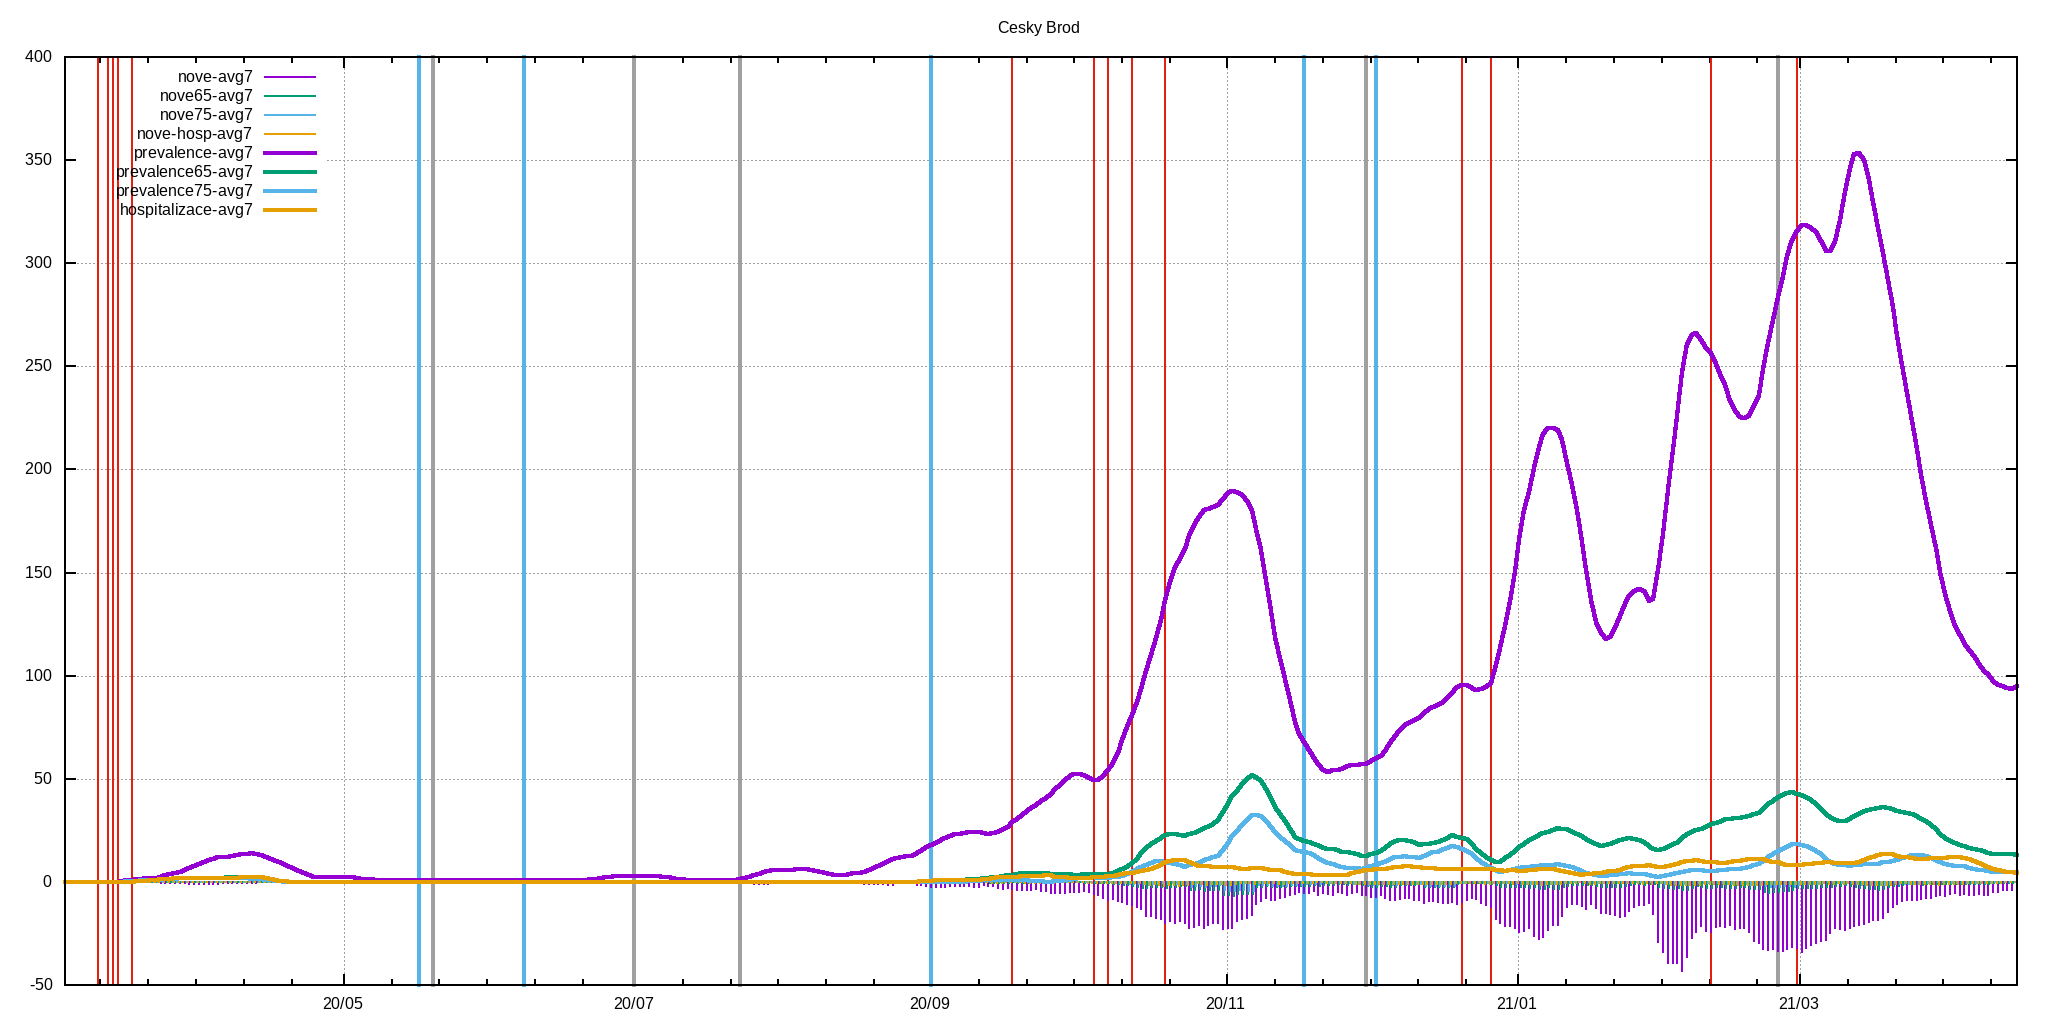 Cesky Brod
400
350
300
250
200
150
100
50
0
-50
nove-avg7
nove65-avg7
nove75-avg7
nove-hosp-avg7
prevalence-avg7
prevalence65-avg7
prevalence75-avg7
hospitalizace-avg7
20/05 20/07 20/09 20/11 21/01 21/03